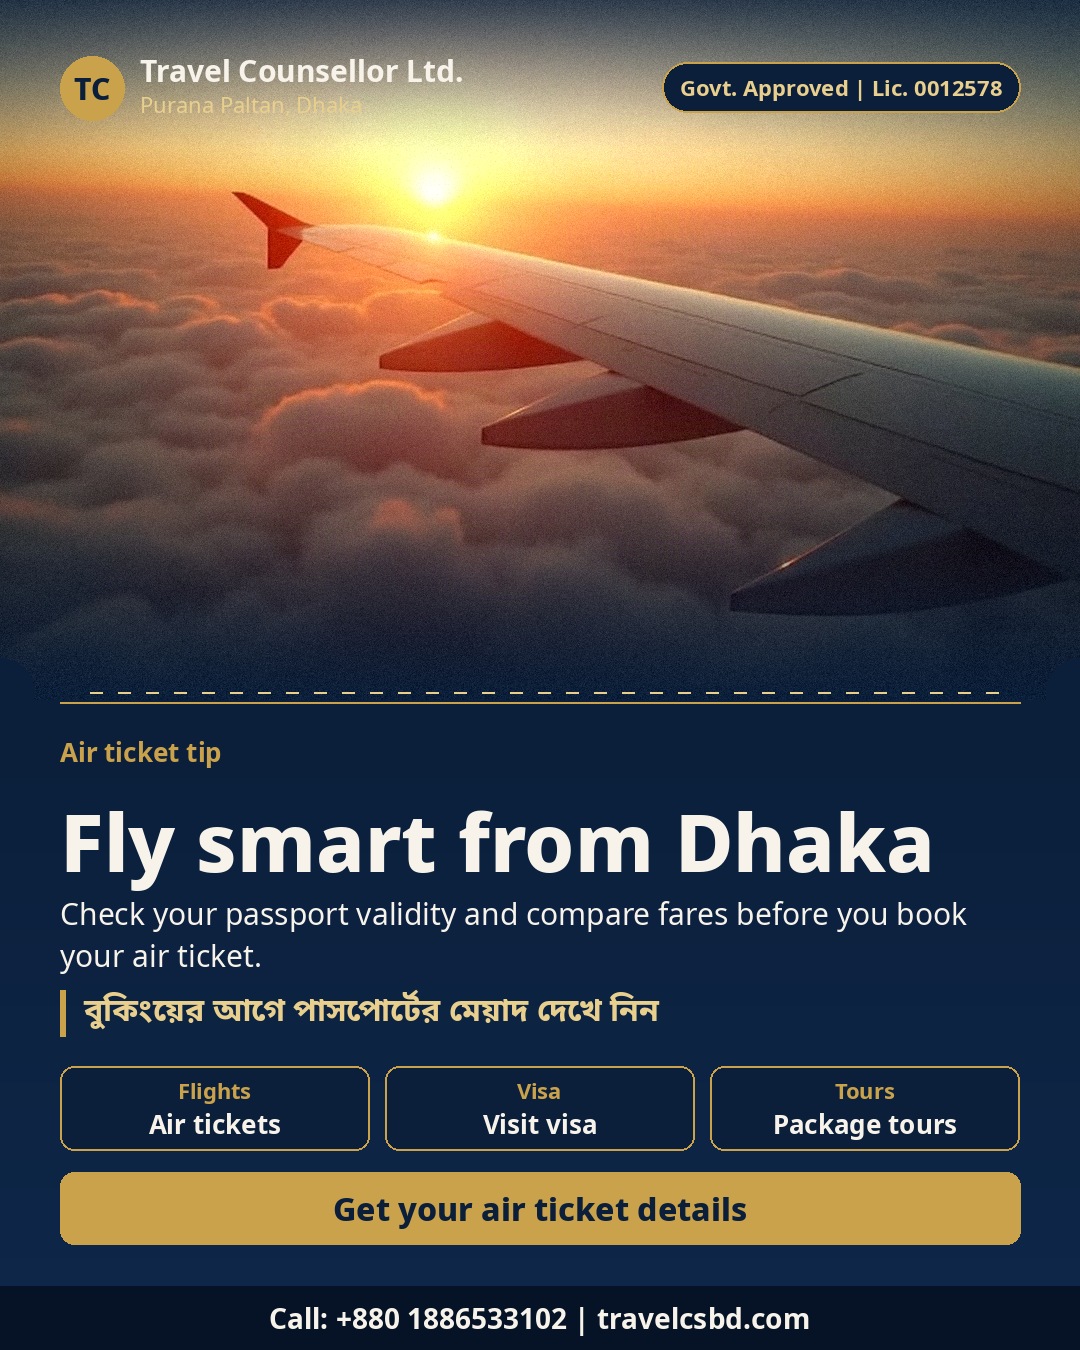 TC
Travel Counsellor Ltd.
Purana Paltan, Dhaka
Govt. Approved | Lic. 0012578
Air ticket tip
Fly smart from Dhaka
Check your passport validity and compare fares before you book
your air ticket.
বুকিংয়ের আগে পাসপোর্টের মেয়াদ দেখে নিন
Flights
Air tickets
Visa
Visit visa
Tours
Package tours
Get your air ticket details
Call: +880 1886533102 | travelcsbd.com